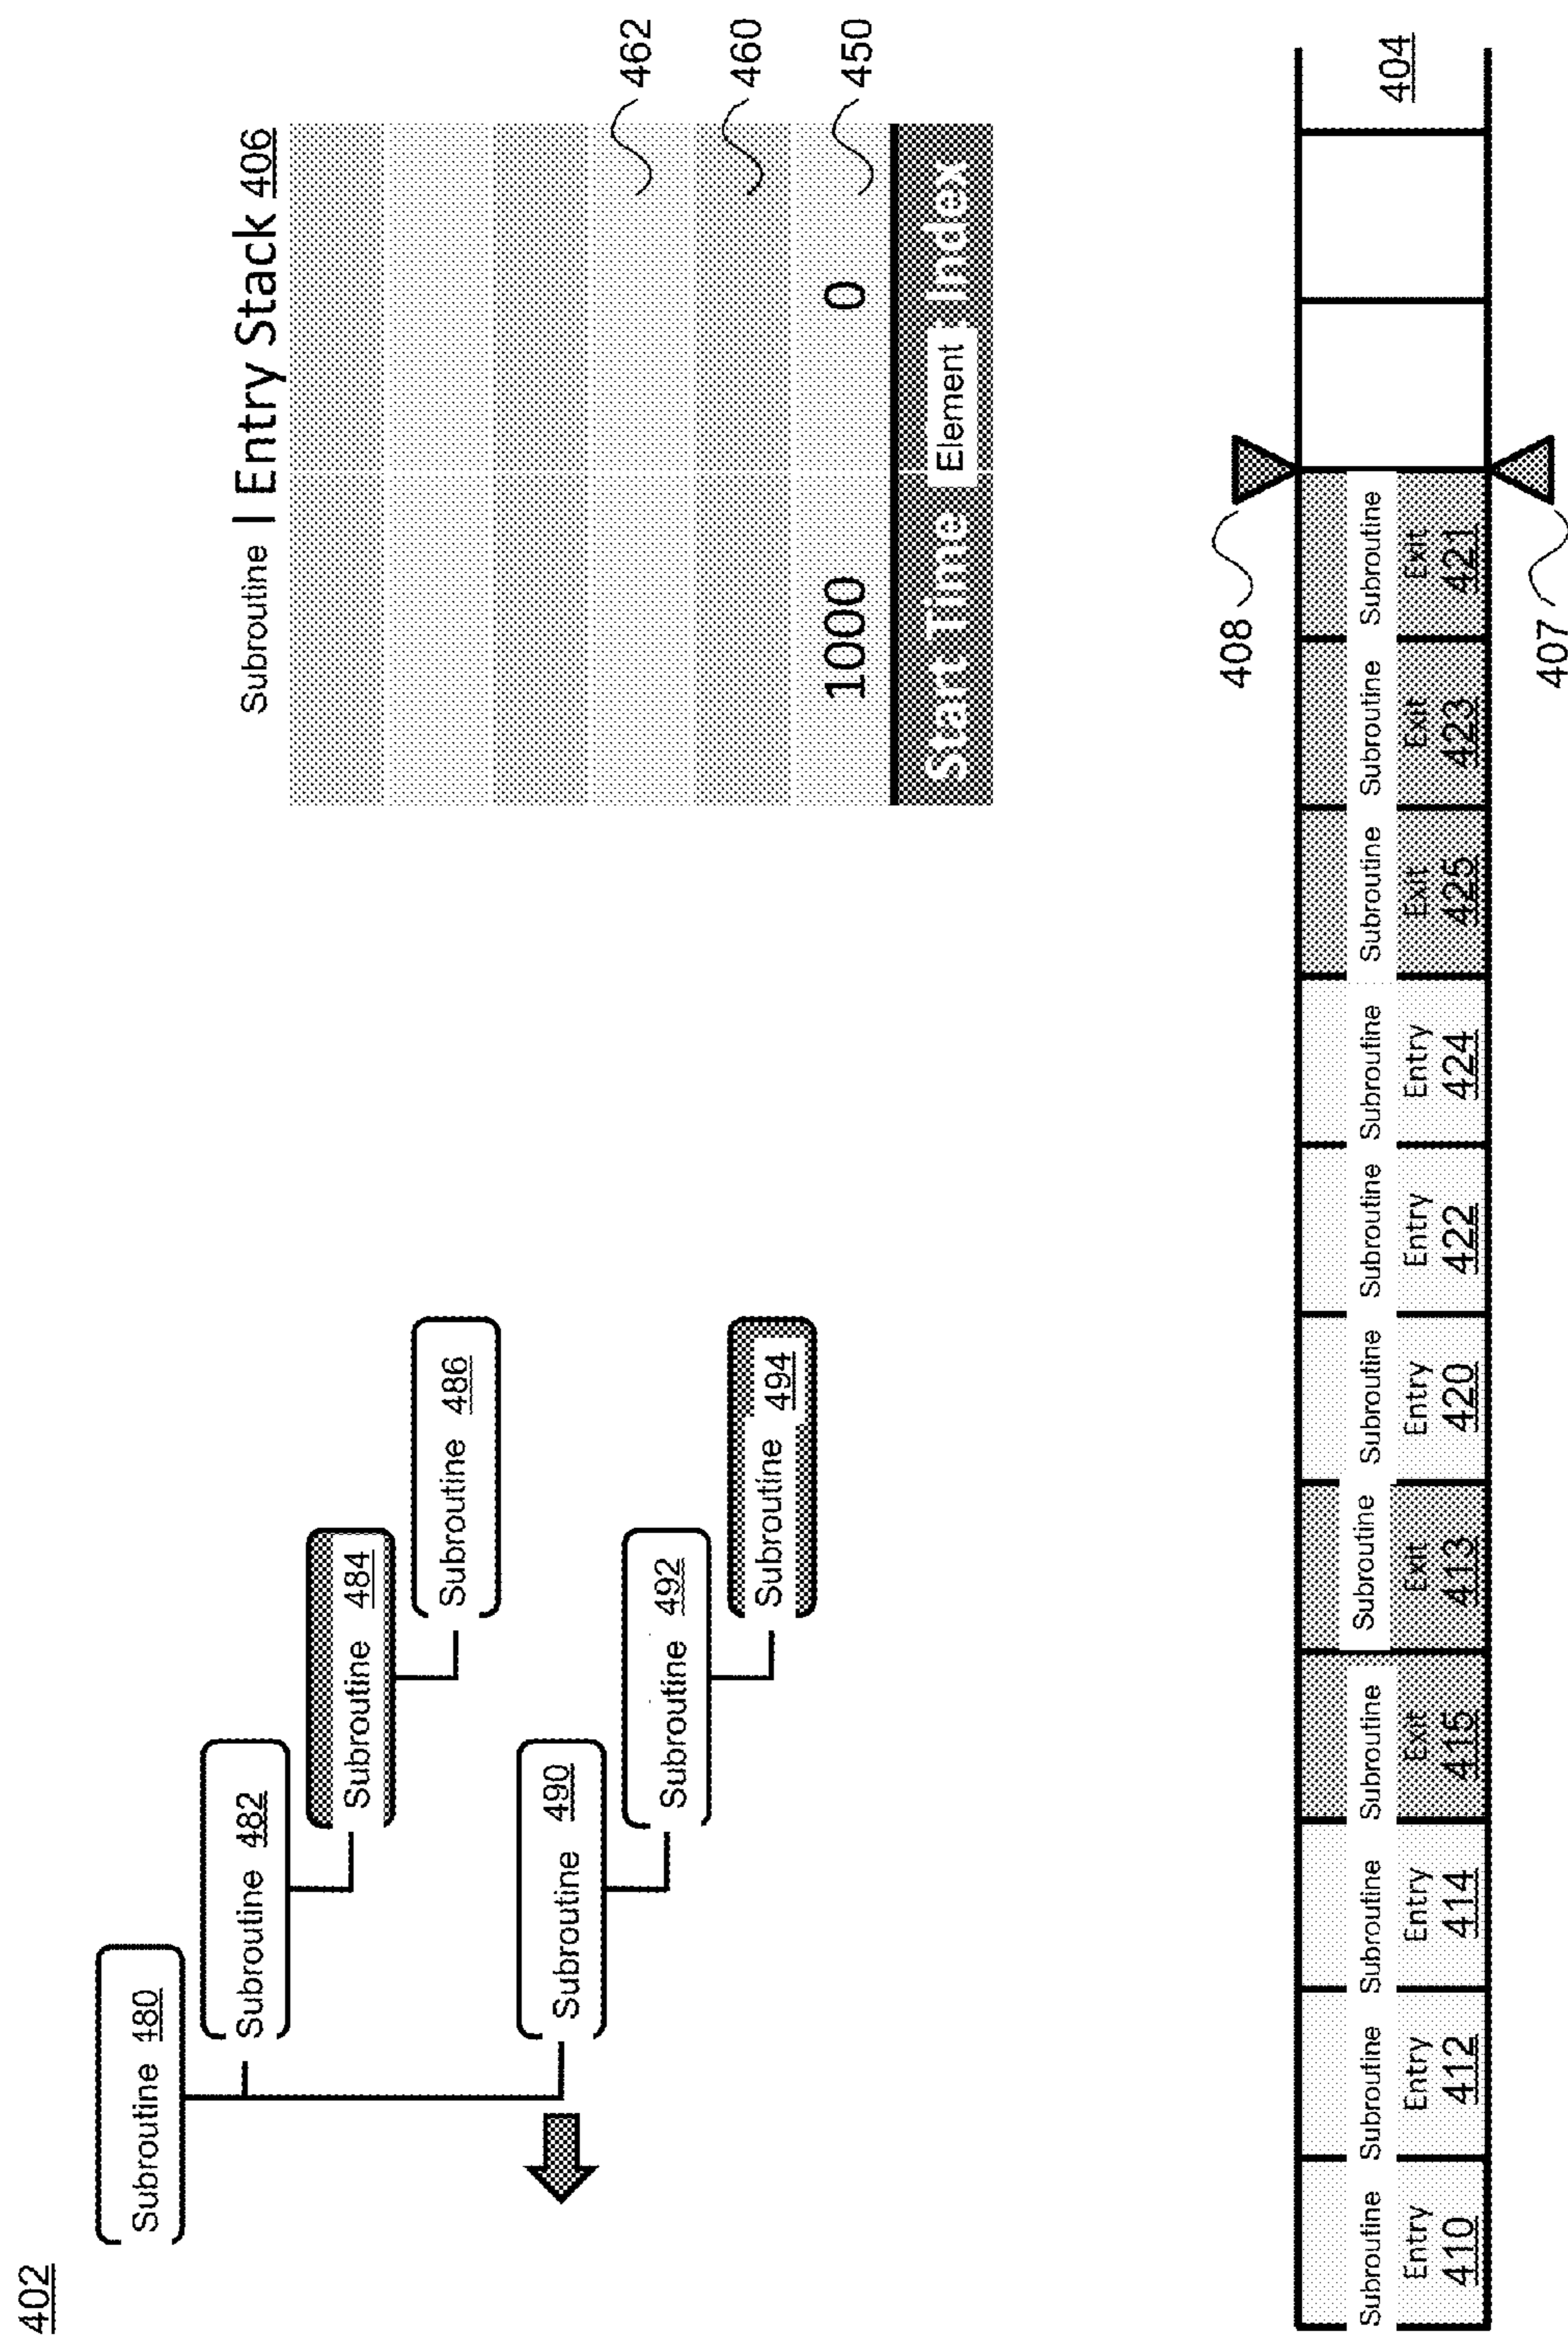 402
Subroutine 480
Subroutine 482
Subroutine 484
Subroutine 486
Subroutine 490
Subroutine 492
Subroutine 494
Subroutine | Entry Stack 406
462
460
1000 0 450
Start Time Element Index
408
Subroutine Entry 410
Subroutine Entry 412
Subroutine Entry 414
Subroutine Exit 415
Subroutine Exit 413
Subroutine Entry 420
Subroutine Entry 422
Subroutine Entry 424
Subroutine Exit 425
Subroutine Exit 423
Subroutine Exit 421
404
407